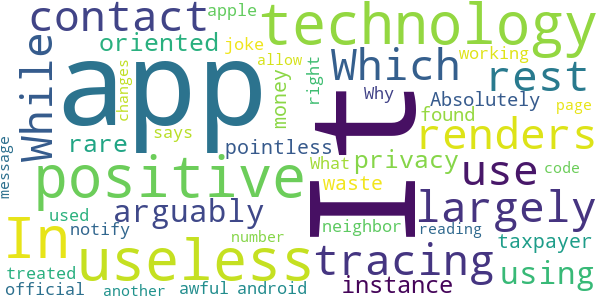 contact apple technology
oriented joke working
While app allow Which rest
changes money right Why Absolutely
rare says found renders page
message pointless It
positive What privacy use code
In arguably waste largely
used notify neighbor reading
useless number tracing using taxpayer
treated
official another awful android instance